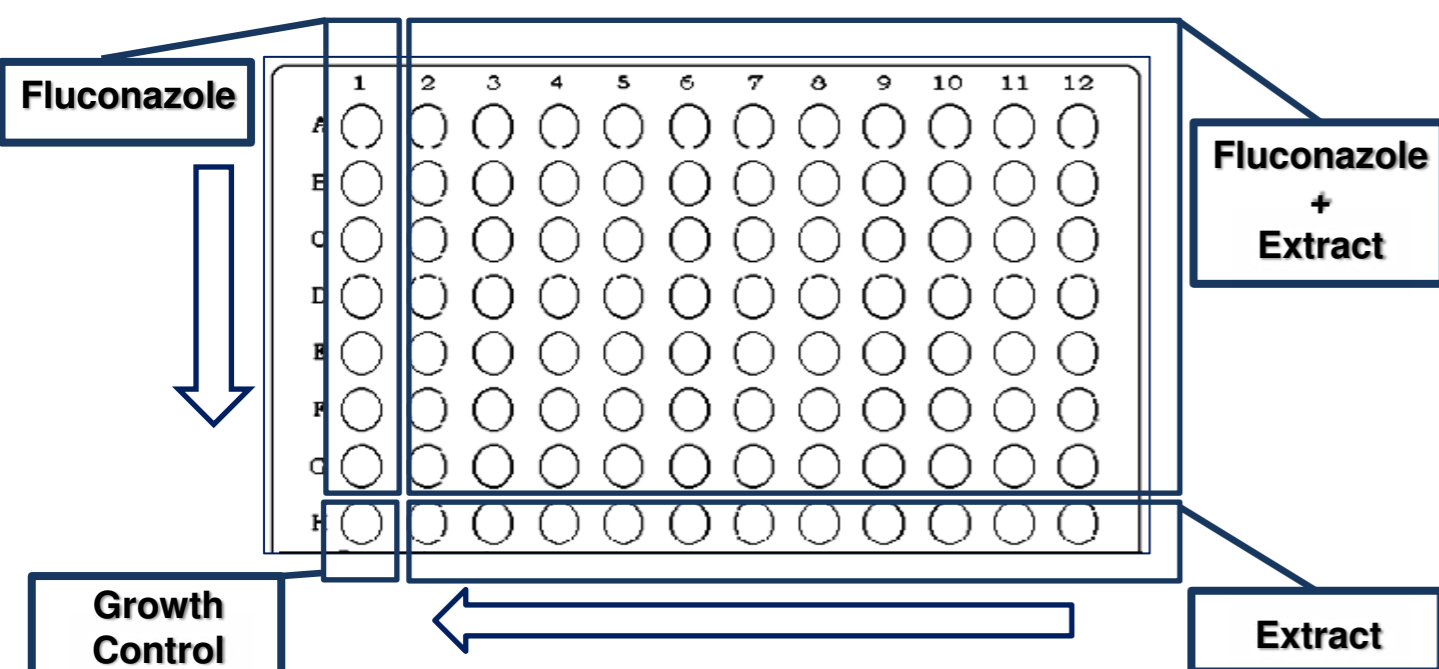 Fluconazole
1 2 3 4 5 6 7 8 9 10 11 12
A
B
C
D
E
F
G
H
Fluconazole
+
Extract
Growth
Control
Extract